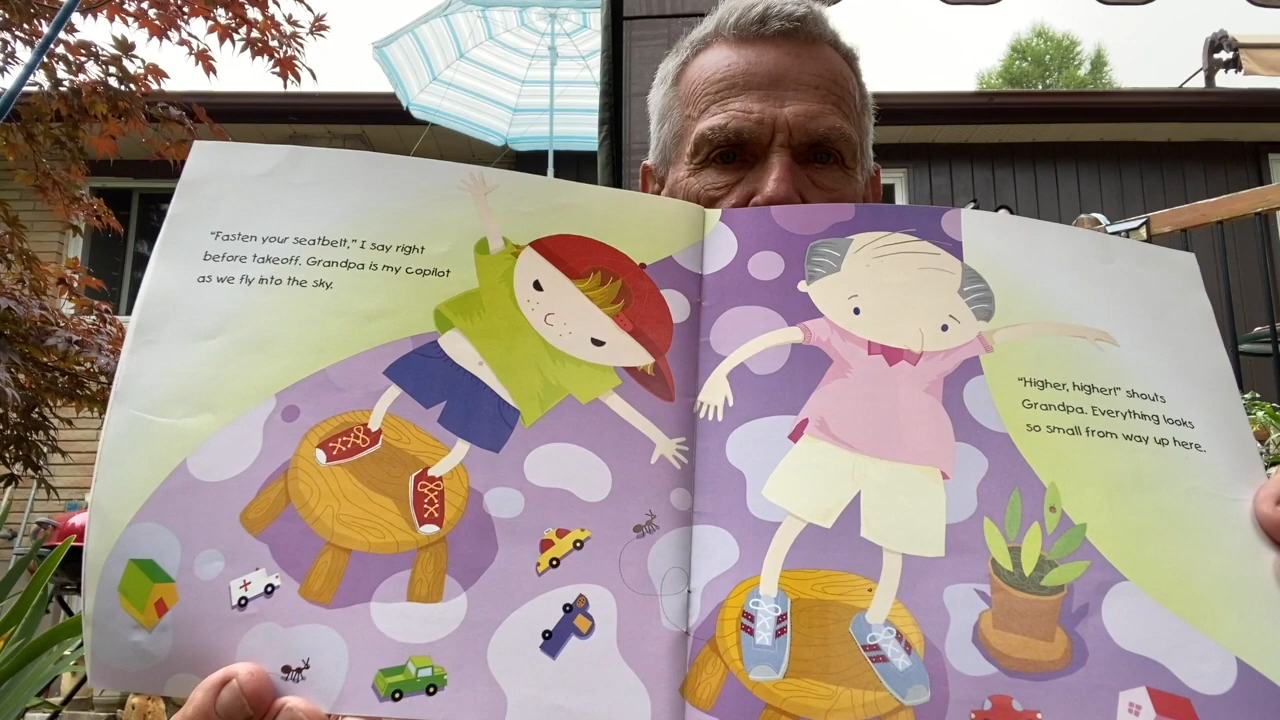 "Fasten your seatbelt," I say right
before takeoff. Grandpa is my copilot
as we fly into the sky.
"Higher, higher!" shouts
Grandpa. Everything looks
so small from way up here.